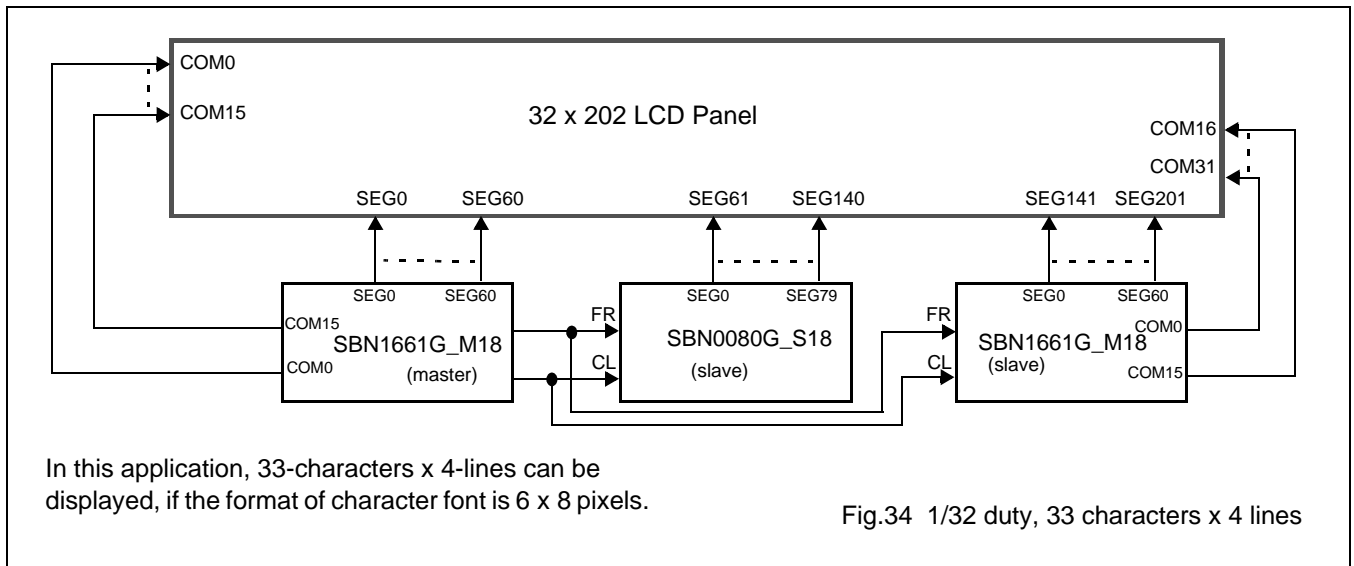 COM0
COM15
32 x 202 LCD Panel
COM16
COM31
SEG0 SEG60 SEG61 SEG140 SEG141 SEG201
SEG0 SEG60
COM15
COM0
SBN1661G_M18
(master)
FR
CL
SEG0 SEG79
SBN0080G_S18
(slave)
FR
CL
SEG0 SEG60
COM0
SBN1661G_M18
(slave)
COM15
In this application, 33-characters x 4-lines can be
displayed, if the format of character font is 6 x 8 pixels.
Fig.34 1/32 duty, 33 characters x 4 lines